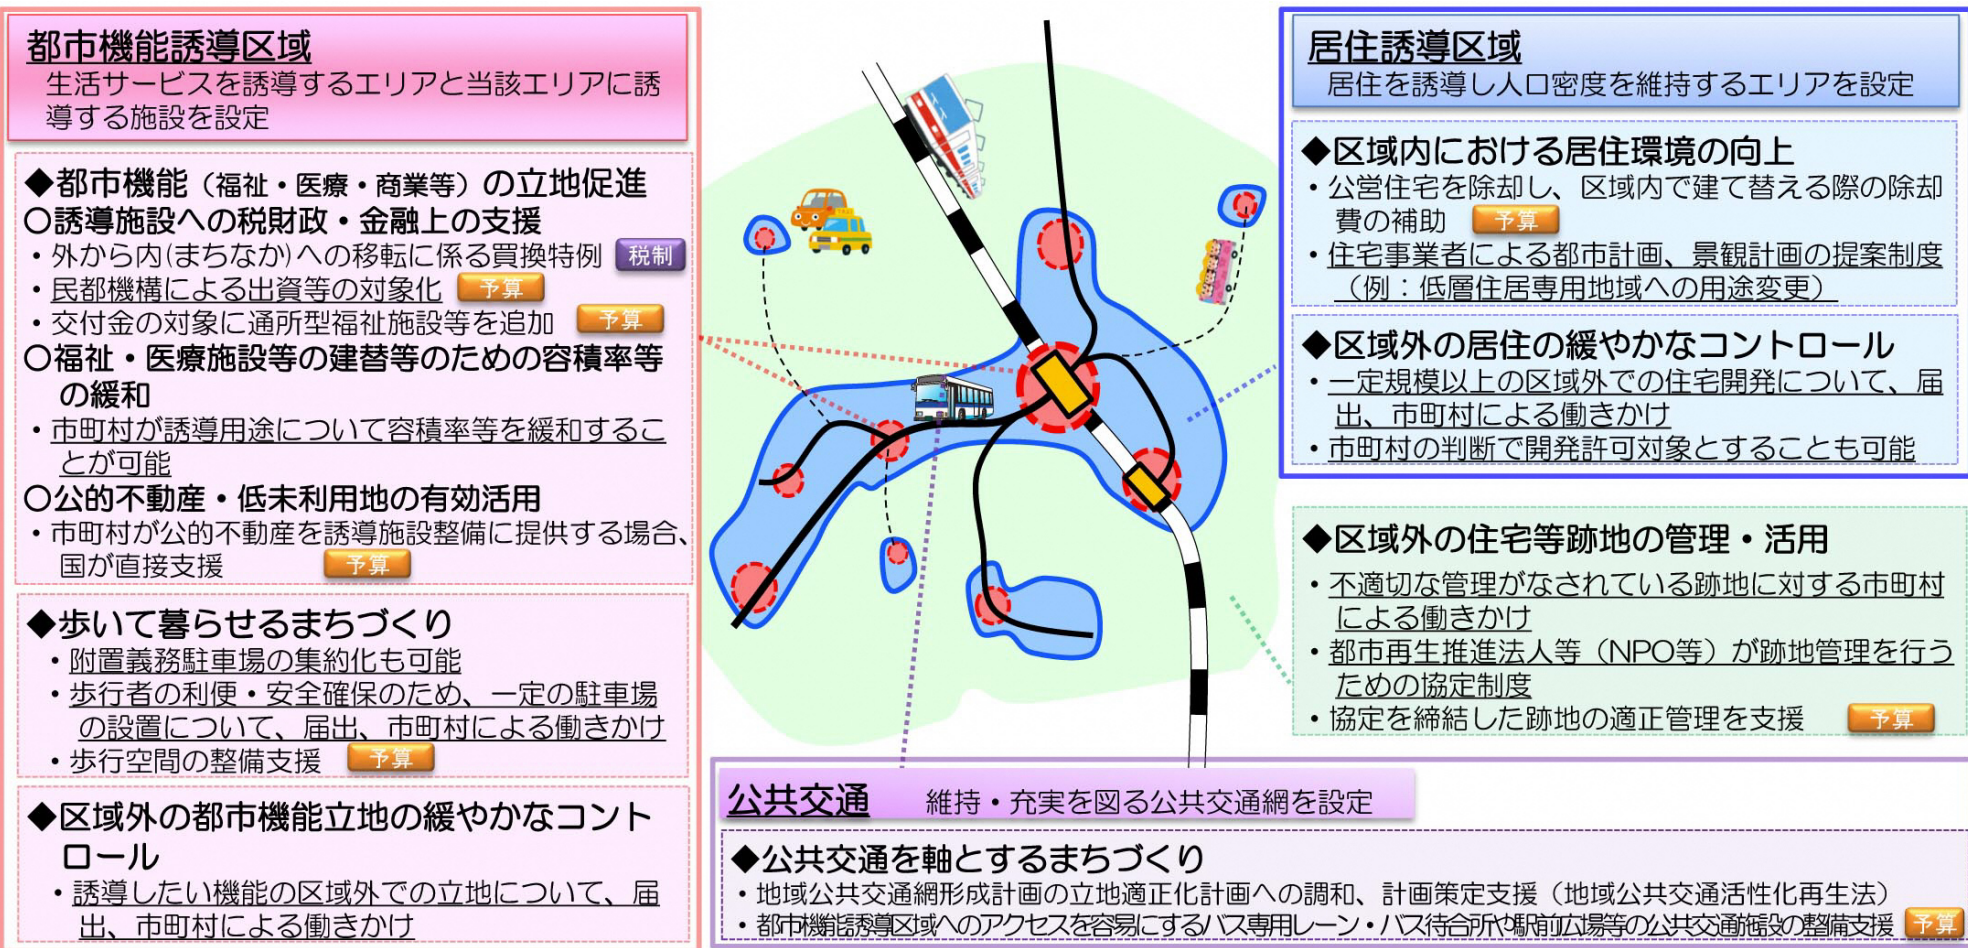 都市機能誘導区域
生活サービスを誘導するエリアと当該エリアに誘
導する施設を設定
◆都市機能（福祉・医療・商業等）の立地促進
〇誘導施設への税財政・金融上の支援
・外から内(まちなか)への移転に係る買換特例 税制
・民都機構による出資等の対象化 予算
・交付金の対象に通所型福祉施設等を追加 予算
〇福祉・医療施設等の建替等のための容積率等
の緩和
・市町村が誘導用途について容積率等を緩和するこ
とが可能
〇公的不動産・低未利用地の有効活用
・市町村が公的不動産を誘導施設整備に提供する場合、
国が直接支援 予算
◆歩いて暮らせるまちづくり
・附置義務駐車場の集約化も可能
・歩行者の利便・安全確保のため、一定の駐車場
の設置について、届出、市町村による働きかけ
・歩行空間の整備支援 予算
◆区域外の都市機能立地の緩やかなコント
ロール
・誘導したい機能の区域外での立地について、届
出、市町村による働きかけ
居住誘導区域
居住を誘導し人口密度を維持するエリアを設定
◆区域内における居住環境の向上
・公営住宅を除却し、区域内で建て替える際の除却
費の補助 予算
・住宅事業者による都市計画、景観計画の提案制度
（例：低層住居専用地域への用途変更）
◆区域外の居住の緩やかなコントロール
・一定規模以上の区域外での住宅開発について、届
出、市町村による働きかけ
・市町村の判断で開発許可対象とすることも可能
◆区域外の住宅等跡地の管理・活用
・不適切な管理がなされている跡地に対する市町村
による働きかけ
・都市再生推進法人等（NPO等）が跡地管理を行う
ための協定制度
・協定を締結した跡地の適正管理を支援 予算
公共交通 維持・充実を図る公共交通網を設定
◆公共交通を軸とするまちづくり
・地域公共交通網形成計画の立地適正化計画への調和、計画策定支援（地域公共交通活性化再生法）
・都市機能誘導区域へのアクセスを容易にするバス専用レーン・バス待合所や駅前広場等の公共交通施設の整備支援 予算